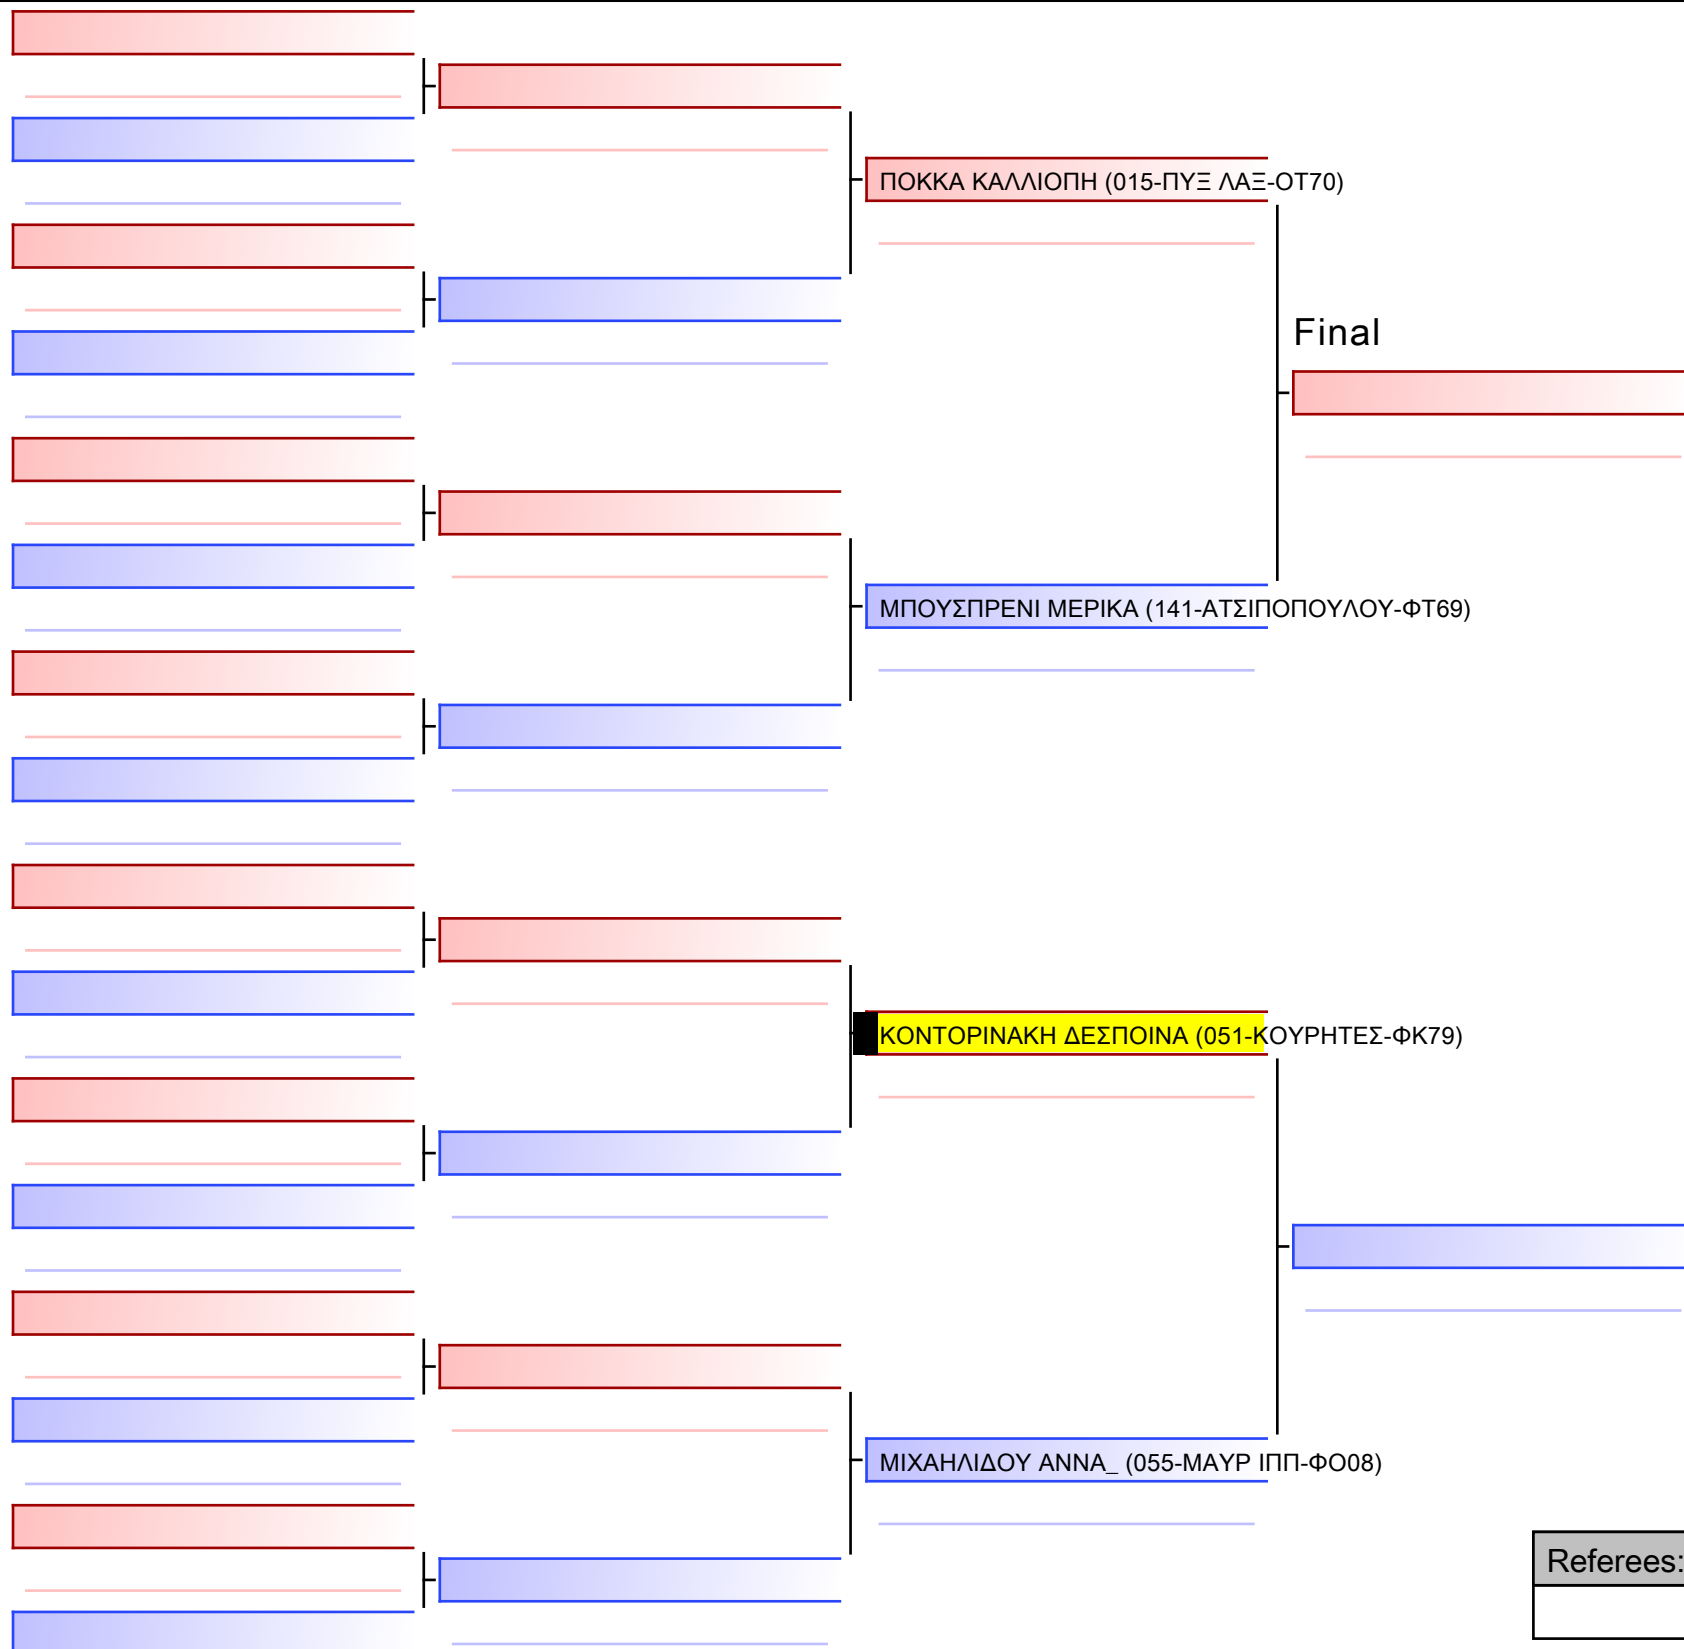 ΠΟΚΚΑ ΚΑΛΛΙΟΠΗ (015-ΠΥΞ ΛΑΞ-ΟΤ70)
Final
ΜΠΟΥΣΠΡΕΝΙ ΜΕΡΙΚΑ (141-ΑΤΣΙΠΟΠΟΥΛΟΥ-ΦΤ69)
ΚΟΝΤΟΡΙΝΑΚΗ ΔΕΣΠΟΙΝΑ (051-ΚΟΥΡΗΤΕΣ-ΦΚ79)
ΜΙΧΑΗΛΙΔΟΥ ΑΝΝΑ_ (055-ΜΑΥΡ ΙΠΠ-ΦΟ08)
Referees: